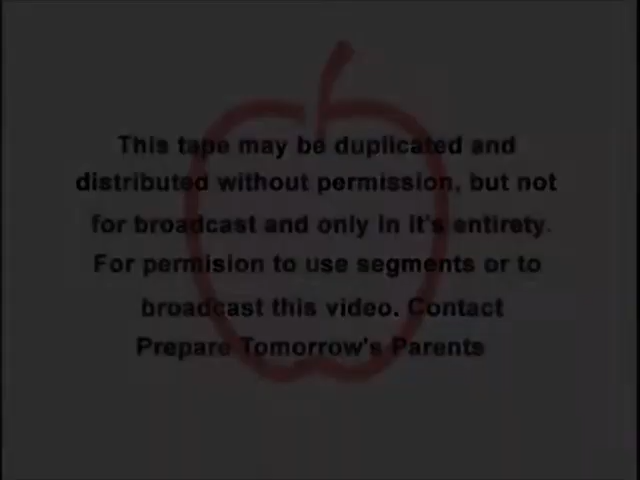 This tape may be duplicated and
distributed without permission, but not
for broadcast and only in it's entirety.
For permision to use segments or to
broadcast this video. Contact
Prepare Tomorrow's Parents